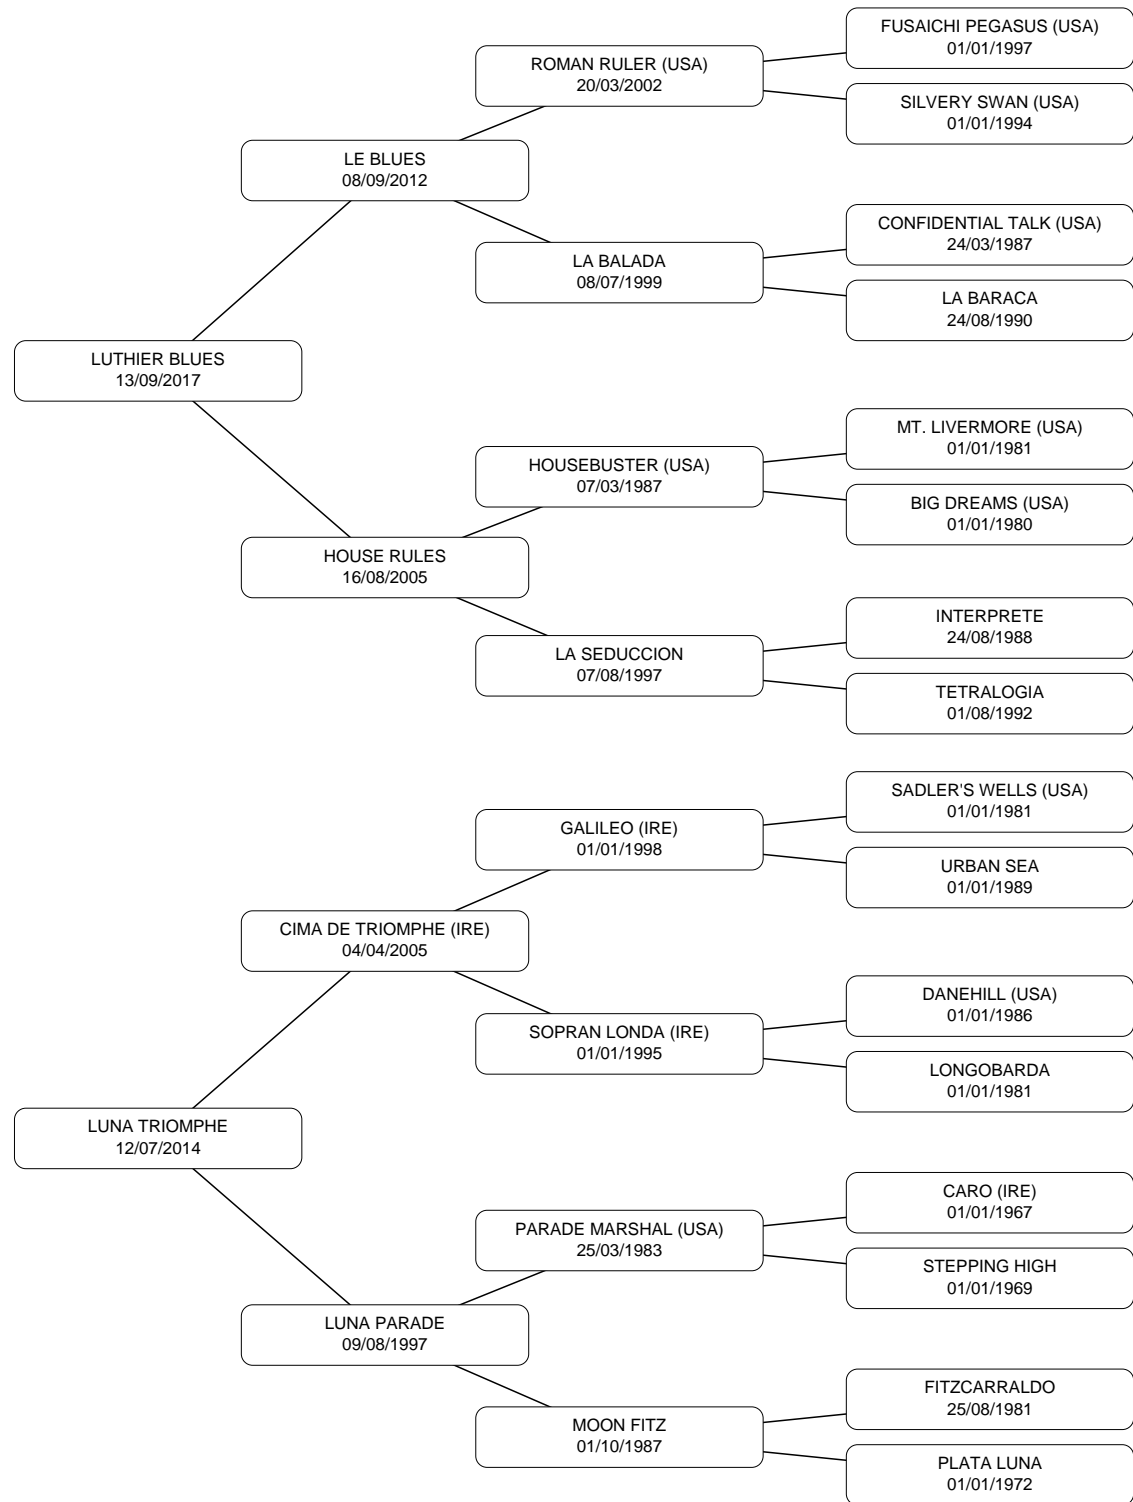 FUSAICHI PEGASUS (USA)
01/01/1997
ROMAN RULER (USA)
20/03/2002
SILVERY SWAN (USA)
01/01/1994
LE BLUES
08/09/2012
CONFIDENTIAL TALK (USA)
24/03/1987
LA BALADA
08/07/1999
LA BARACA
24/08/1990
LUTHIER BLUES
13/09/2017
MT. LIVERMORE (USA)
01/01/1981
HOUSEBUSTER (USA)
07/03/1987
BIG DREAMS (USA)
01/01/1980
HOUSE RULES
16/08/2005
INTERPRETE
24/08/1988
LA SEDUCCION
07/08/1997
TETRALOGIA
01/08/1992
SADLER'S WELLS (USA)
01/01/1981
GALILEO (IRE)
01/01/1998
URBAN SEA
01/01/1989
CIMA DE TRIOMPHE (IRE)
04/04/2005
DANEHILL (USA)
01/01/1986
SOPRAN LONDA (IRE)
01/01/1995
LONGOBARDA
01/01/1981
LUNA TRIOMPHE
12/07/2014
CARO (IRE)
01/01/1967
PARADE MARSHAL (USA)
25/03/1983
STEPPING HIGH
01/01/1969
LUNA PARADE
09/08/1997
FITZCARRALDO
25/08/1981
MOON FITZ
01/10/1987
PLATA LUNA
01/01/1972